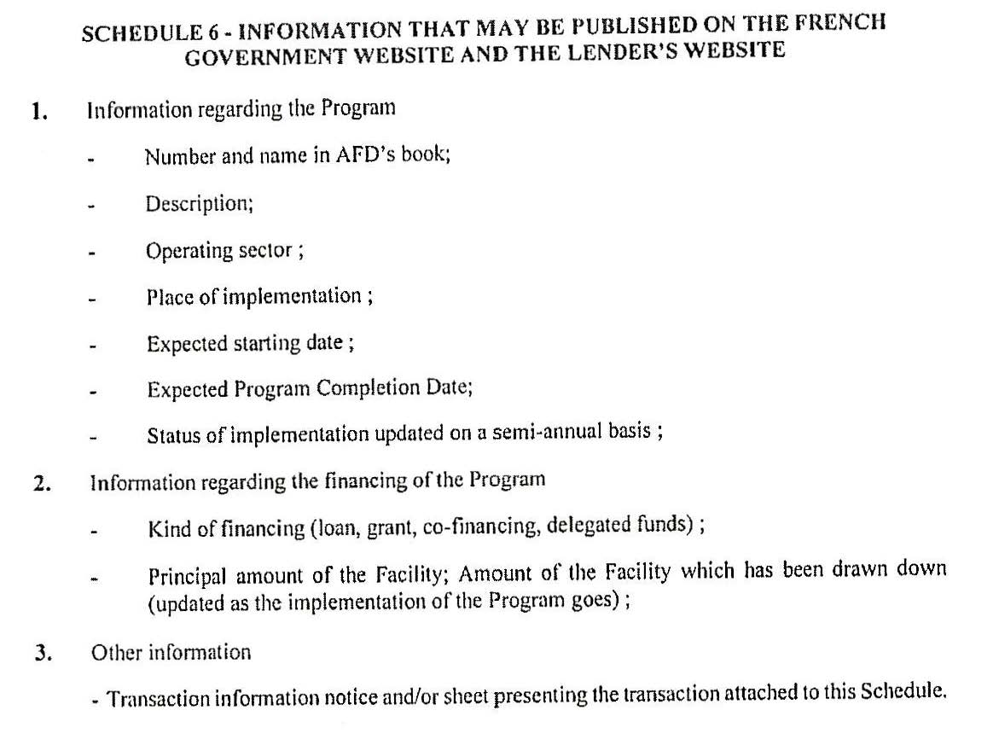 SCHEDULE 6 - INFORMATION THAT MAY BE PUBLISHED ON THE FRENCH
GOVERNMENT WEBSITE AND THE LENDER'S WEBSITE
1. Information regarding the Program
- Number and name in AFD's book;
- Description;
- Operating sector ;
- Place of implementation ;
- Expected starting date ;
- Expected Program Completion Date;
- Status of implementation updated on a semi-annual basis ;
2. Information regarding the financing of the Program
- Kind of financing (loan, grant, co-financing, delegated funds) ;
- Principal amount of the Facility; Amount of the Facility which has been drawn down
(updated as the implementation of the Program goes) ;
3. Other information
- Transaction information notice and/or sheet presenting the transaction attached to this Schedule.